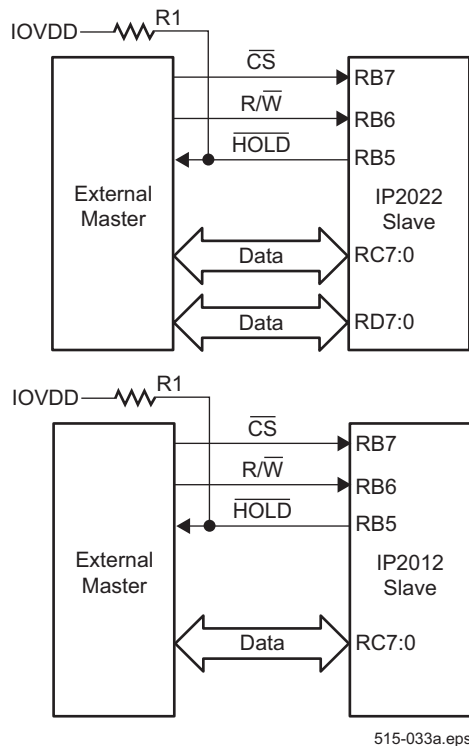 IOVDD R1
CS
RB7
R/W
RB6
HOLD
RB5
External
Master
IP2022
Slave
Data
RC7:0
Data
RD7:0
IOVDD R1
CS
RB7
R/W
RB6
HOLD
RB5
External
Master
IP2012
Slave
Data
RC7:0
515-033a.eps